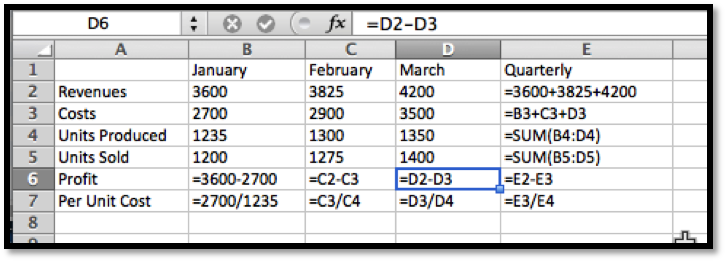 D6 fx =D2-D3
A B C D E
1 January February March Quarterly
2 Revenues 3600 3825 4200 =3600+3825+4200
3 Costs 2700 2900 3500 =B3+C3+D3
4 Units Produced 1235 1300 1350 =SUM(B4:D4)
5 Units Sold 1200 1275 1400 =SUM(B5:D5)
6 Profit =3600-2700 =C2-C3 =D2-D3 =E2-E3
7 Per Unit Cost =2700/1235 =C3/C4 =D3/D4 =E3/E4
8